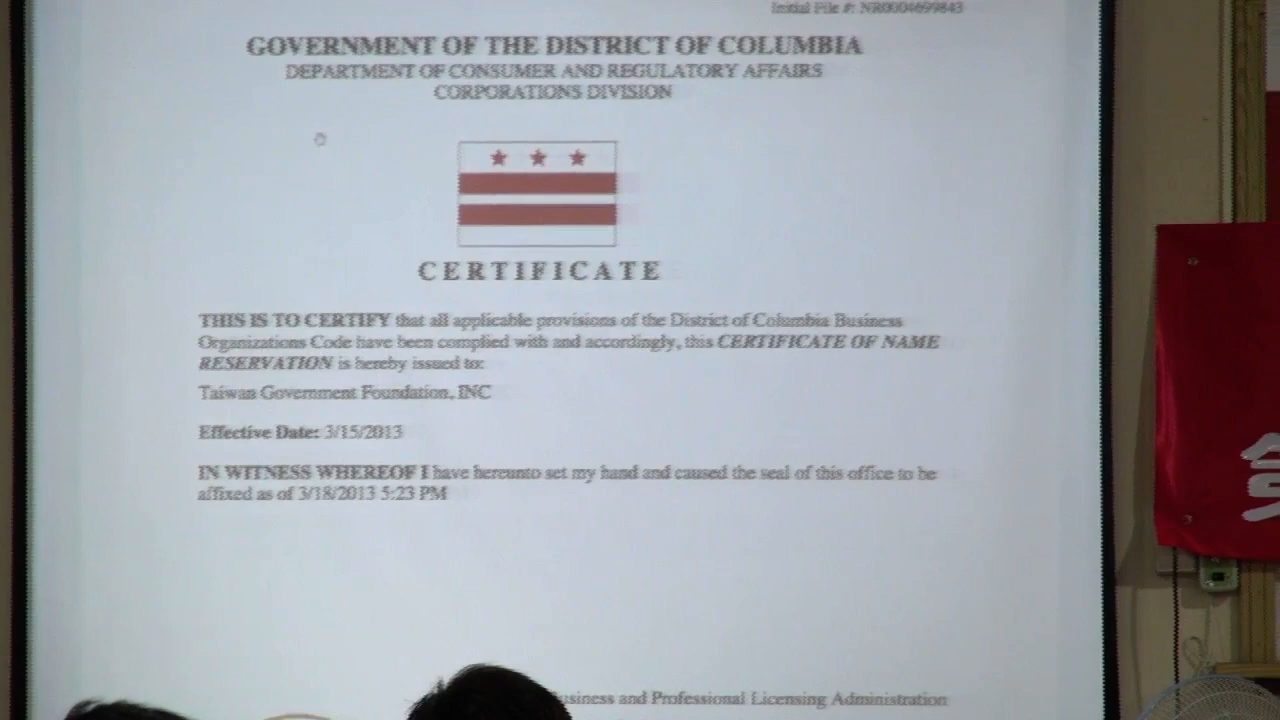 Initial File #: NR0004699843
GOVERNMENT OF THE DISTRICT OF COLUMBIA
DEPARTMENT OF CONSUMER AND REGULATORY AFFAIRS
CORPORATIONS DIVISION
CERTIFICATE
THIS IS TO CERTIFY that all applicable provisions of the District of Columbia Business
Organizations Code have been complied with and accordingly, this CERTIFICATE OF NAME
RESERVATION is hereby issued to:
Taiwan Government Foundation, INC
Effective Date: 3/15/2013
IN WITNESS WHEREOF I have hereunto set my hand and caused the seal of this office to be
affixed as of 3/18/2013 5:23 PM
and Professional Licensing Administration